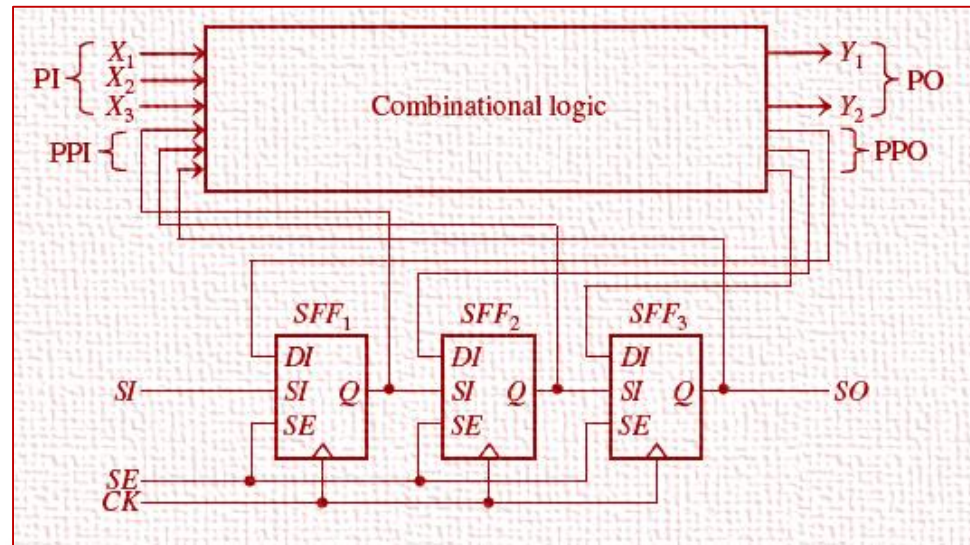 PI { X₁ Y₁ } PO
X₂
X₃ Y₂
Combinational logic
PPI { } PPO
SFF₁ SFF₂ SFF₃
DI DI DI
SI SI Q SI Q SI Q SO
SE SE SE
SE
CK